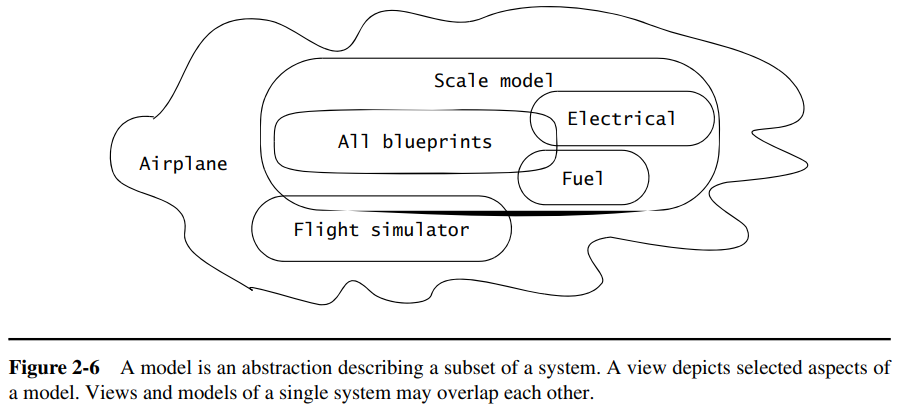 Scale model
Electrical
All blueprints
Airplane
Fuel
Flight simulator
Figure 2-6 A model is an abstraction describing a subset of a system. A view depicts selected aspects of
a model. Views and models of a single system may overlap each other.